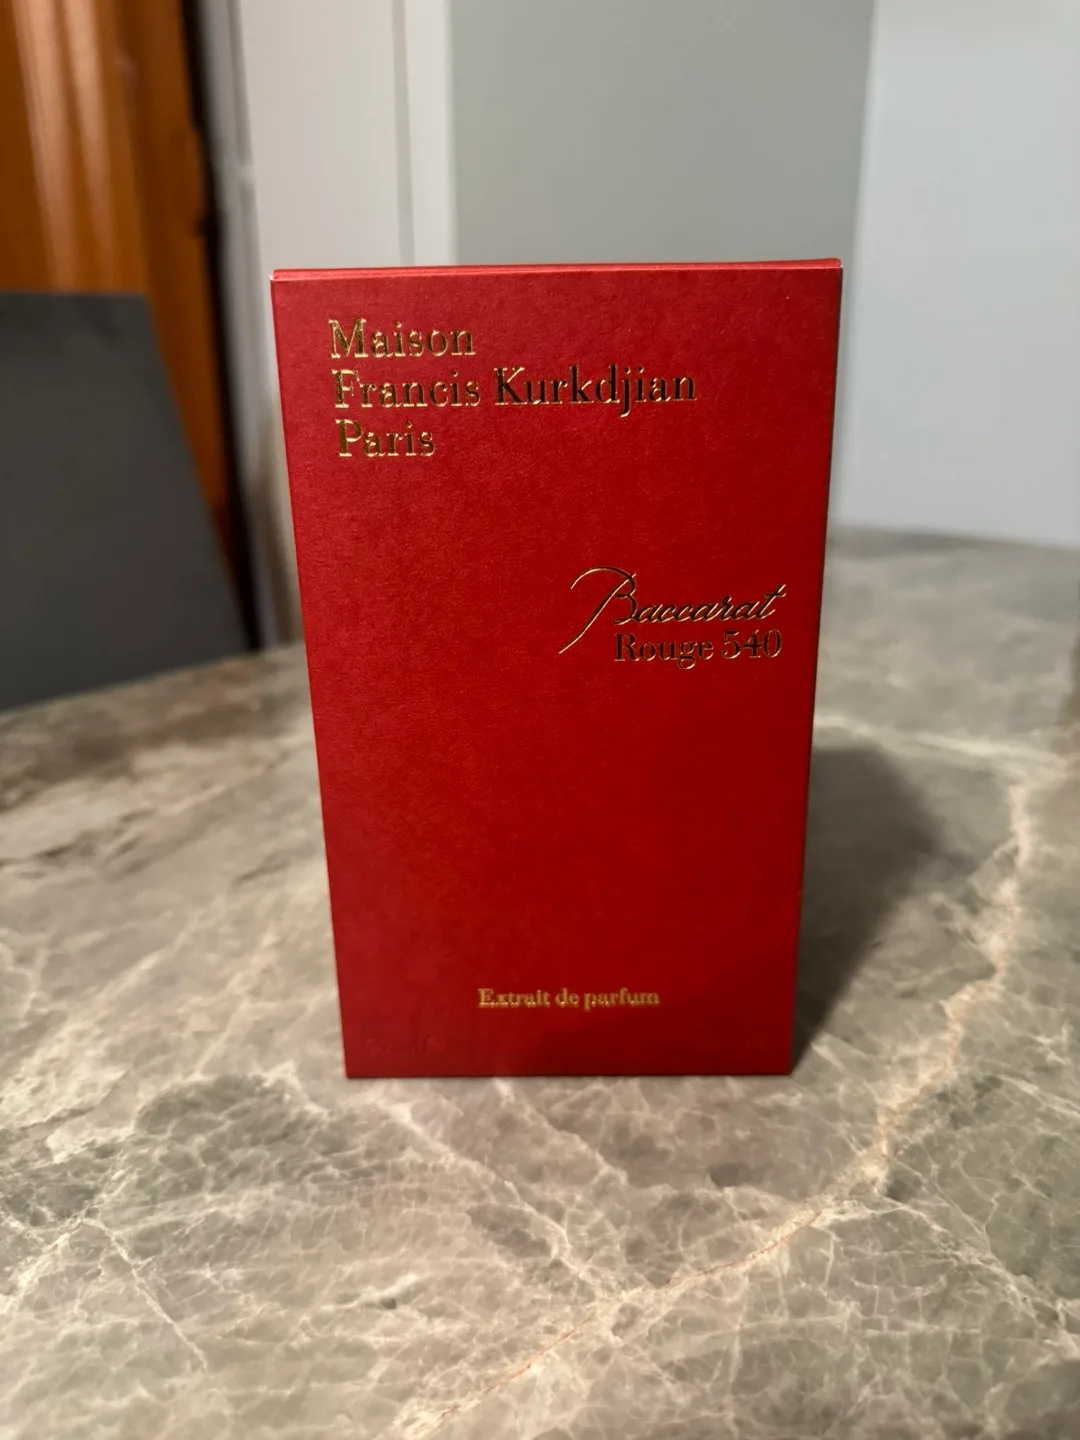 Maison
Francis Kurkdjian
Paris
Baccarat
Rouge 540
Extrait de parfum